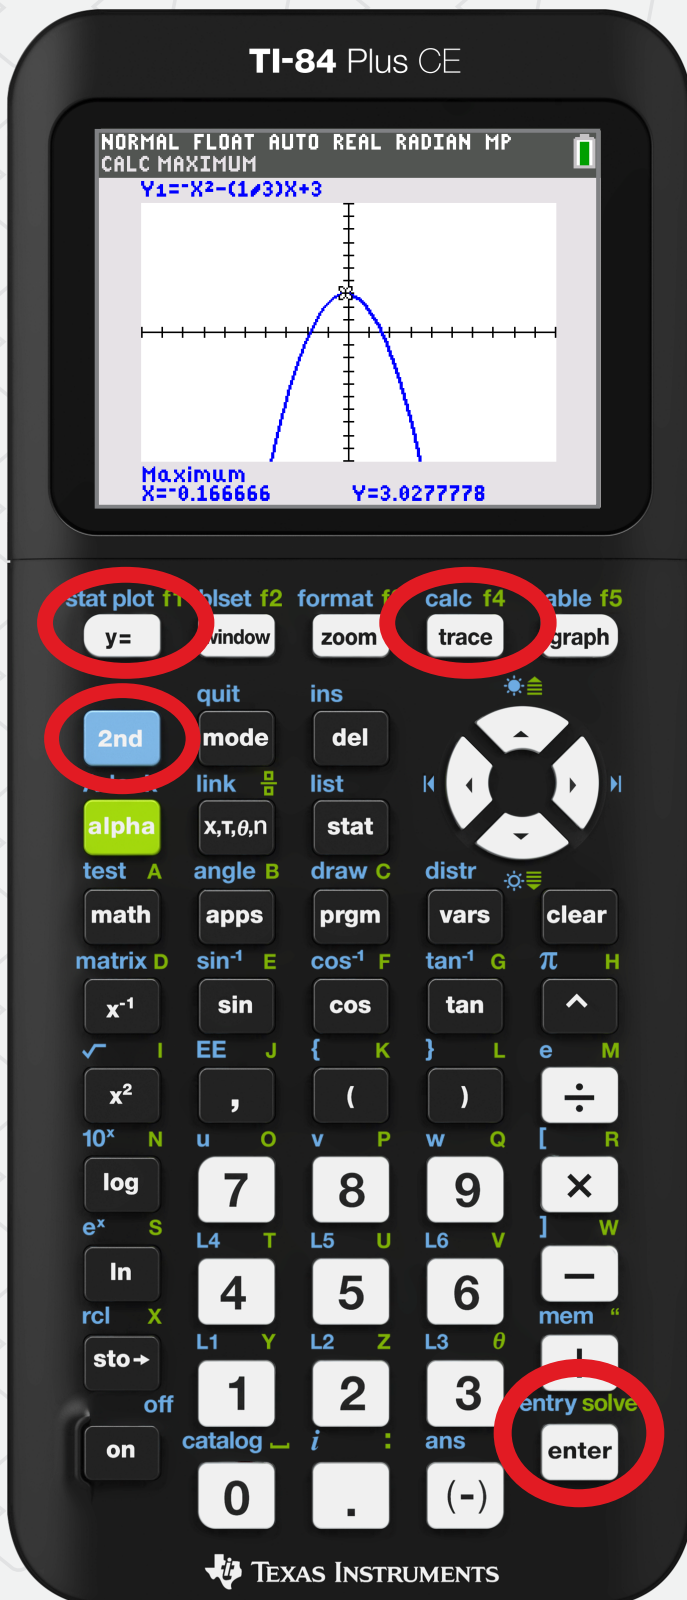 TI-84 Plus CE
NORMAL FLOAT AUTO REAL RADIAN MP
CALC MAXIMUM
Y1=-X²-(1/3)X+3
Maximum
X=-0.166666 Y=3.0277778
stat plot f1 blset f2 format calc f4 able f5
y= window zoom trace graph
quit ins
2nd mode del
link list
alpha x,T,θ,n stat
test A angle B draw C distr
math apps prgm vars clear
matrix D sin⁻¹ E cos⁻¹ F tan⁻¹ G π H
x⁻¹ sin cos tan ^
√ I EE J { K } L e M
x² , ( ) ÷
10ˣ N u O v P w Q [ R
log 7 8 9 ×
eˣ S L4 T L5 U L6 V ] W
ln 4 5 6 −
rcl X L1 Y L2 Z L3 θ mem “
sto→ 1 2 3 +
off catalog ⎵ i : ans entry solve
on 0 . (-) enter
TEXAS INSTRUMENTS